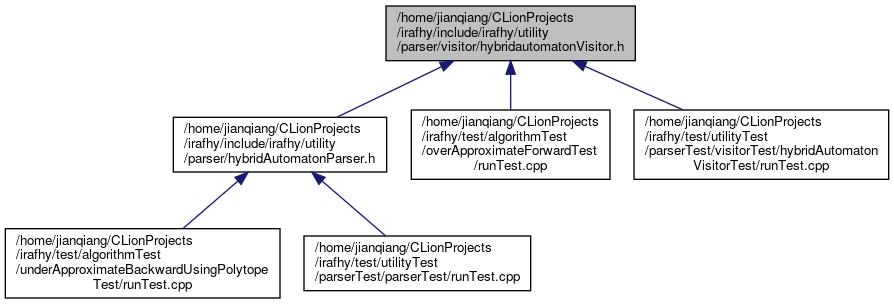 /home/jianqiang/CLionProjects
/irafhy/include/irafhy/utility
/parser/visitor/hybridautomatonVisitor.h
/home/jianqiang/CLionProjects
/irafhy/include/irafhy/utility
/parser/hybridAutomatonParser.h
/home/jianqiang/CLionProjects
/irafhy/test/algorithmTest
/overApproximateForwardTest
/runTest.cpp
/home/jianqiang/CLionProjects
/irafhy/test/utilityTest
/parserTest/visitorTest/hybridAutomaton
VisitorTest/runTest.cpp
/home/jianqiang/CLionProjects
/irafhy/test/algorithmTest
/underApproximateBackwardUsingPolytope
Test/runTest.cpp
/home/jianqiang/CLionProjects
/irafhy/test/utilityTest
/parserTest/parserTest/runTest.cpp